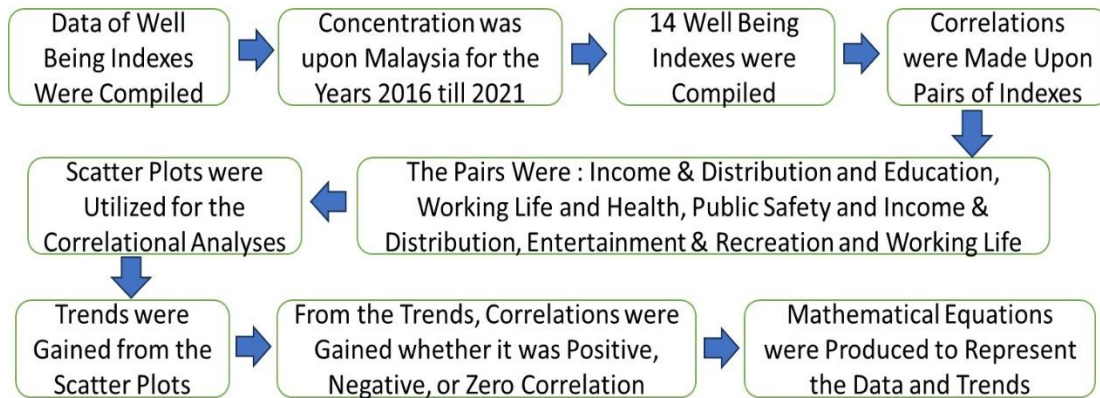 Data of Well
Being Indexes
Were Compiled
Concentration was
upon Malaysia for the
Years 2016 till 2021
14 Well Being
Indexes were
Compiled
Correlations
were Made Upon
Pairs of Indexes
The Pairs Were : Income & Distribution and Education,
Working Life and Health, Public Safety and Income &
Distribution, Entertainment & Recreation and Working Life
Scatter Plots were
Utilized for the
Correlational Analyses
Trends were
Gained from the
Scatter Plots
From the Trends, Correlations were
Gained whether it was Positive,
Negative, or Zero Correlation
Mathematical Equations
were Produced to Represent
the Data and Trends